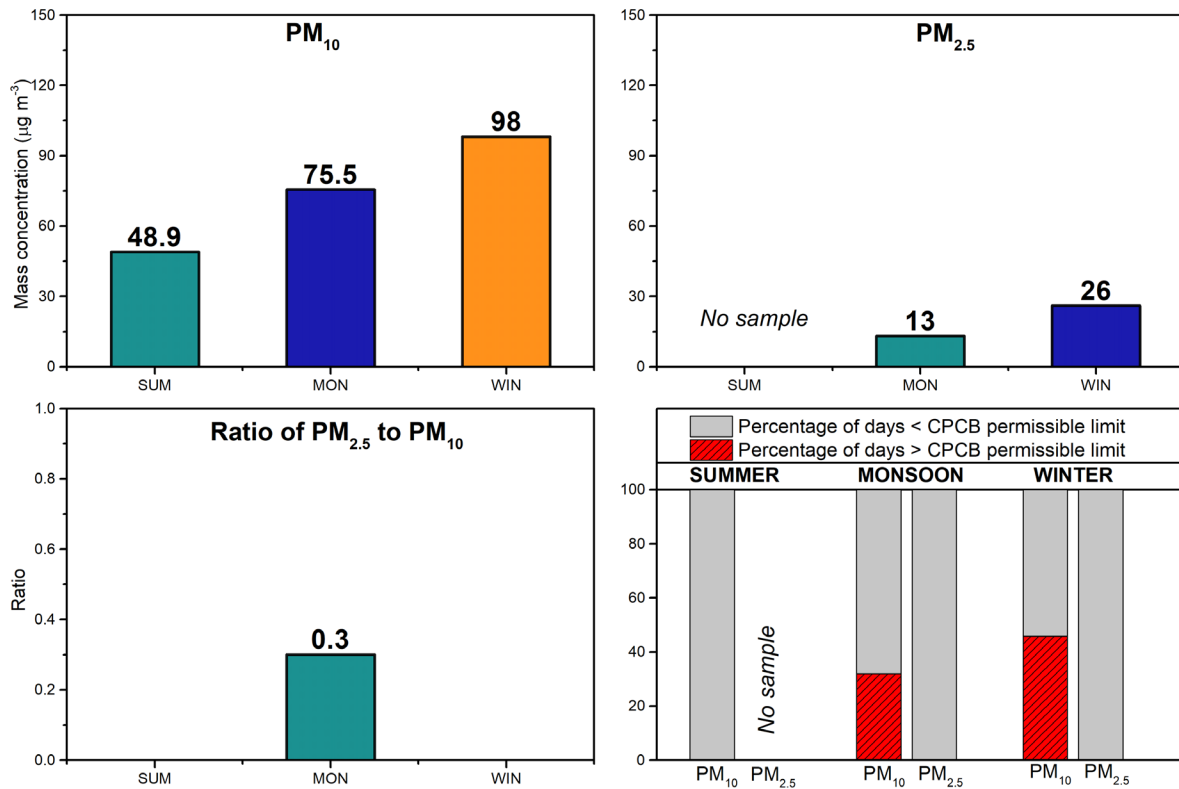 PM₁₀
Mass concentration (μg m⁻³)
150
120
90
60
30
0
48.9
75.5
98
SUM
MON
WIN
PM₂.₅
150
120
90
60
30
0
No sample
13
26
SUM
MON
WIN
Ratio of PM₂.₅ to PM₁₀
Ratio
1.0
0.8
0.6
0.4
0.2
0.0
0.3
SUM
MON
WIN
Percentage of days < CPCB permissible limit
Percentage of days > CPCB permissible limit
SUMMER MONSOON WINTER
100
80
60
40
20
0
No sample
PM₁₀ PM₂.₅ PM₁₀ PM₂.₅ PM₁₀ PM₂.₅